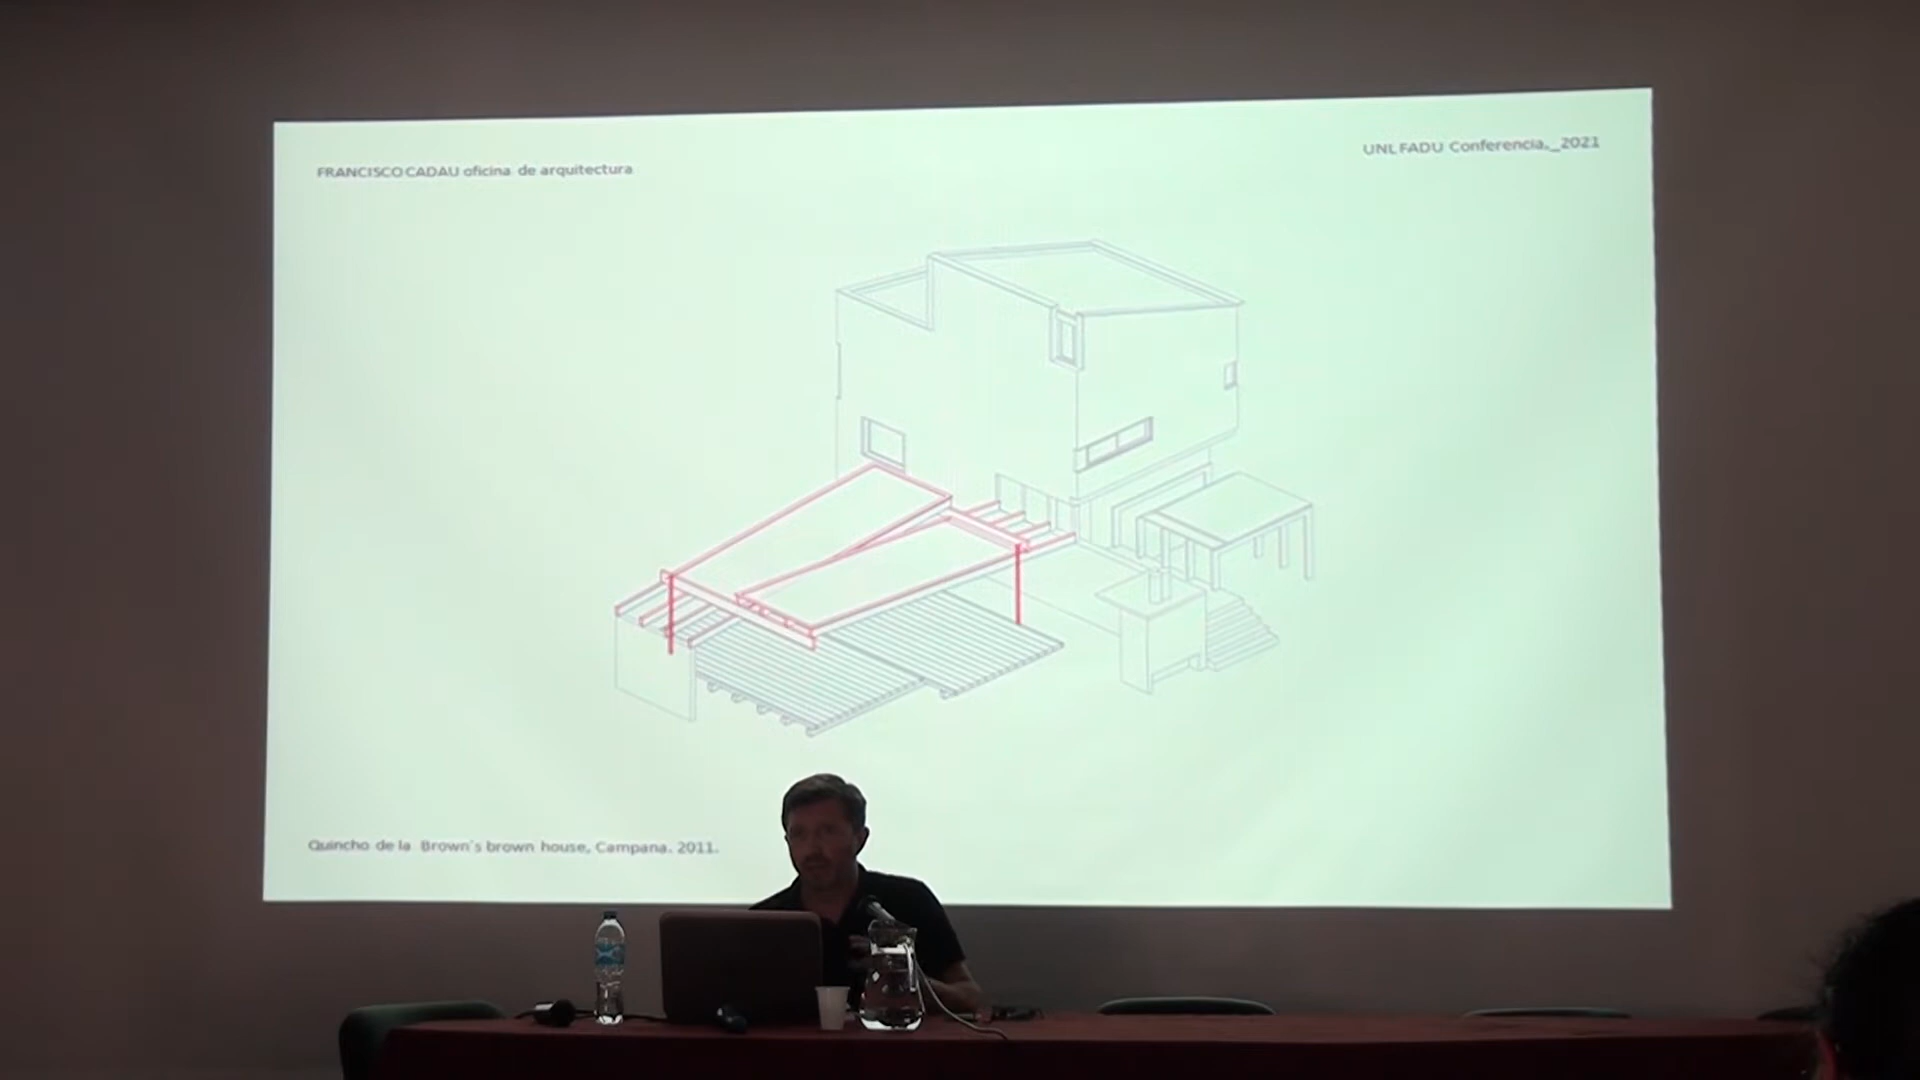 FRANCISCO CADAU oficina de arquitectura
UNL FADU Conferencia._2021
Quincho de la Brown´s brown house, Campana. 2011.